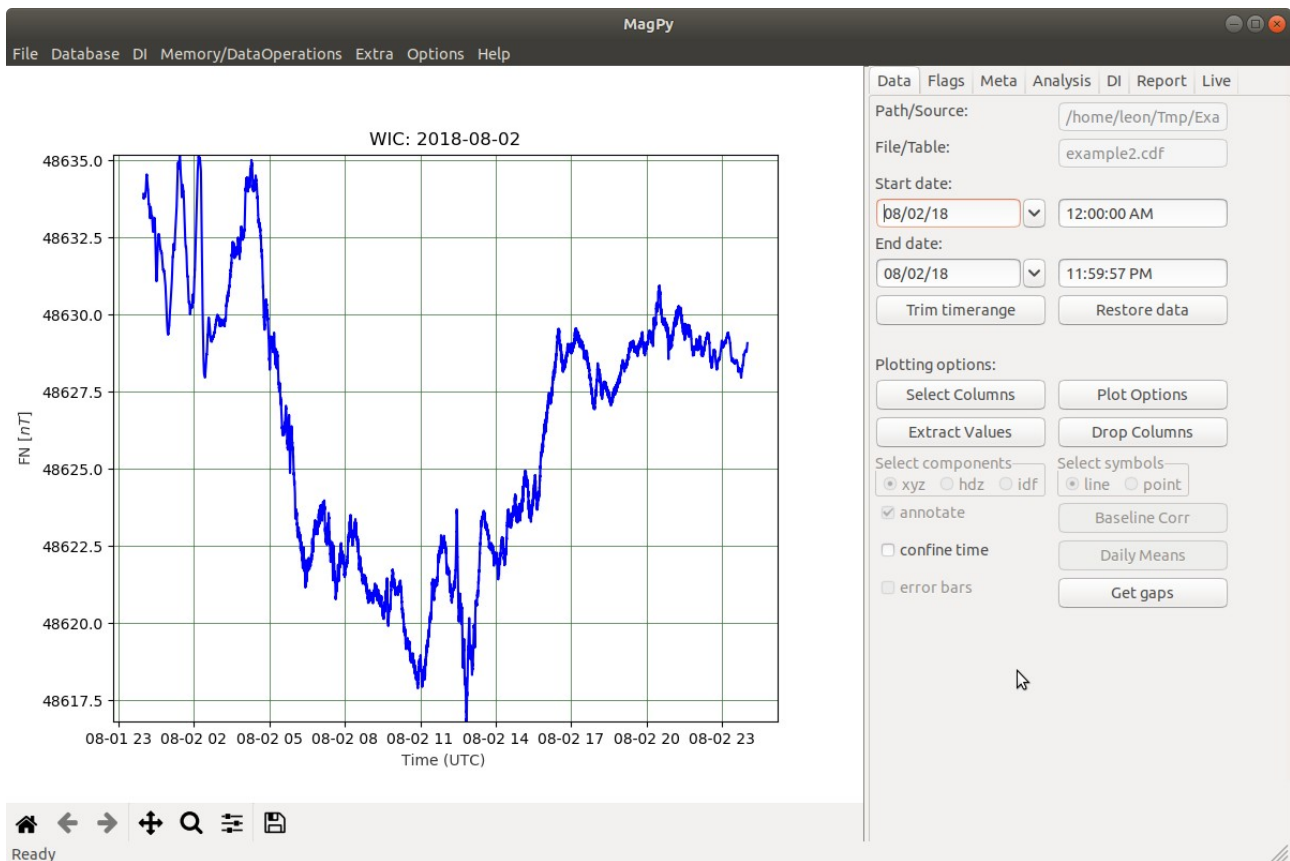 MagPy
File Database DI Memory/DataOperations Extra Options Help
WIC: 2018-08-02
48635.0
48632.5
48630.0
48627.5
48625.0
48622.5
48620.0
48617.5
FN [nT]
08-01 23 08-02 02 08-02 05 08-02 08 08-02 11 08-02 14 08-02 17 08-02 20 08-02 23
Time (UTC)
Data Flags Meta Analysis DI Report Live
Path/Source: /home/leon/Tmp/Exa
File/Table: example2.cdf
Start date:
08/02/18 12:00:00 AM
End date:
08/02/18 11:59:57 PM
Trim timerange Restore data
Plotting options:
Select Columns Plot Options
Extract Values Drop Columns
Select components Select symbols
xyz hdz idf line point
annotate Baseline Corr
confine time Daily Means
error bars Get gaps
Ready